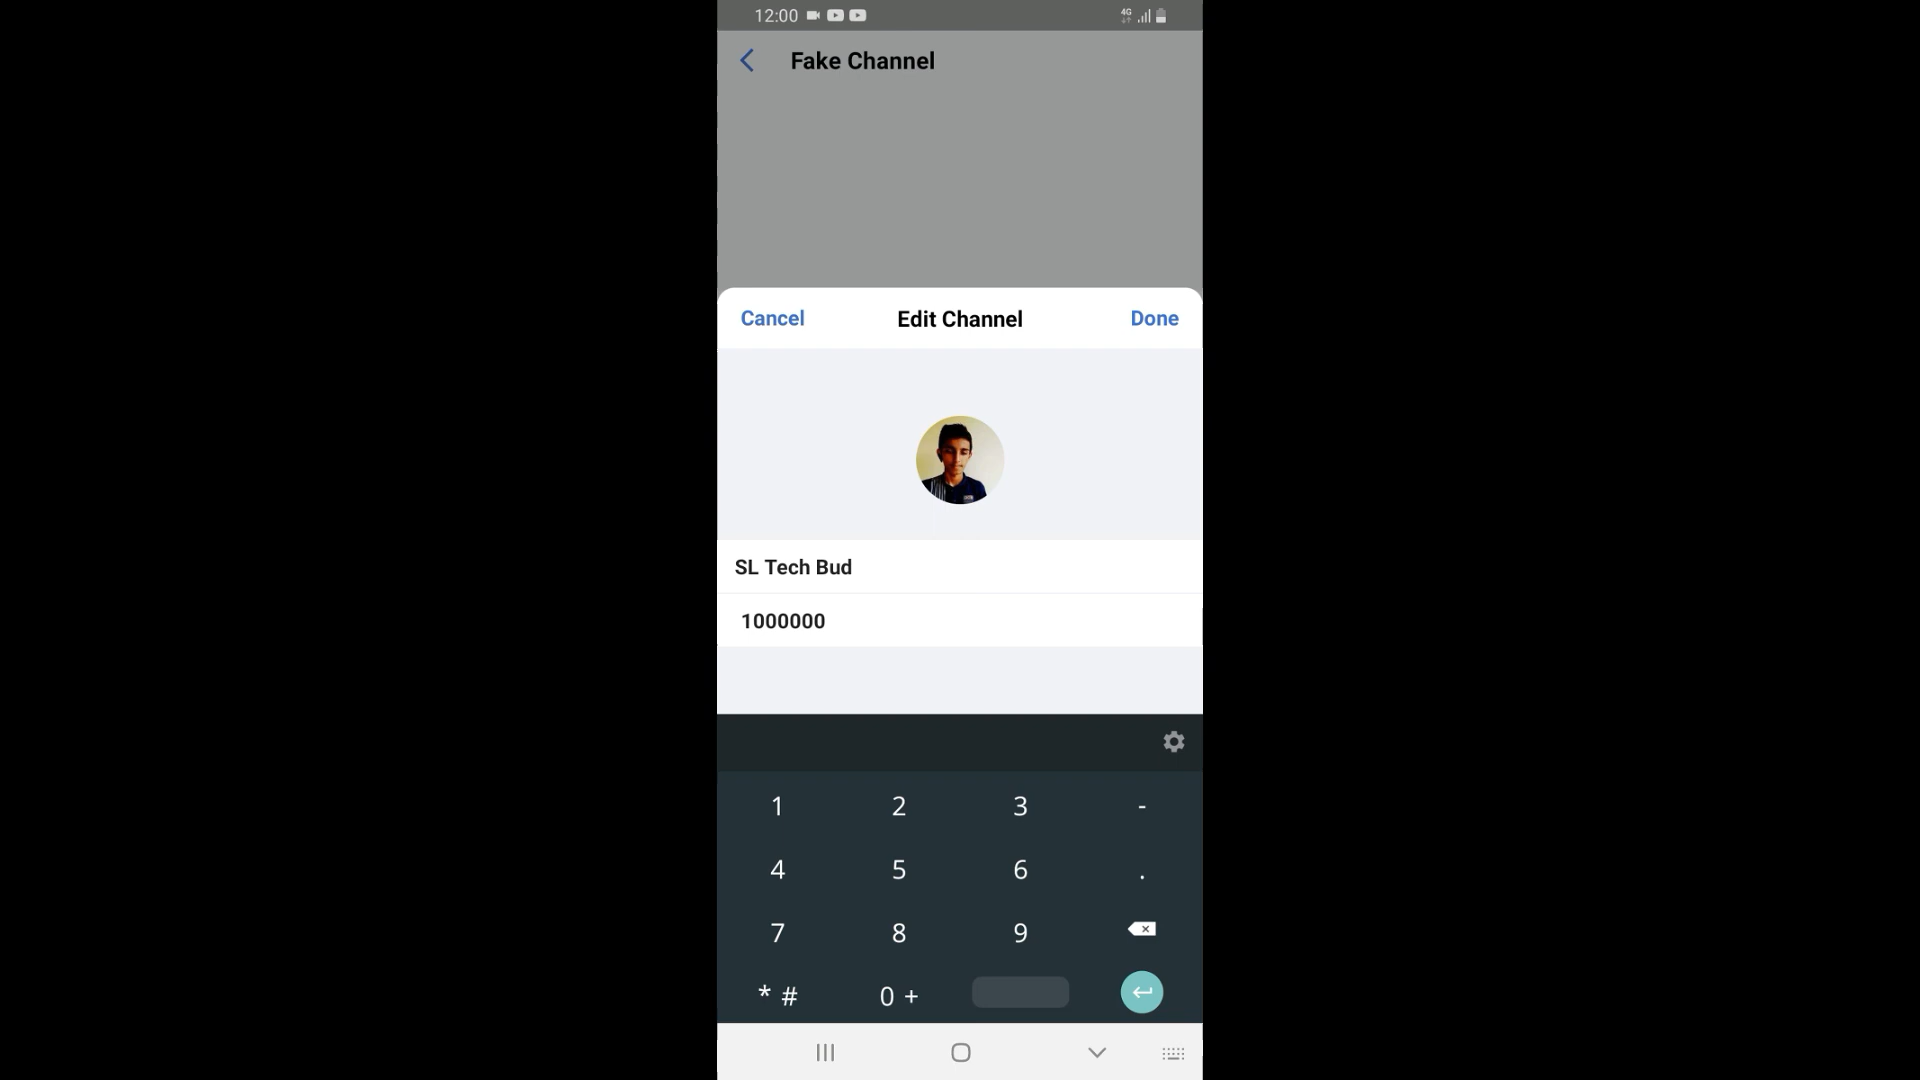 12:00
4G
Fake Channel
Cancel Edit Channel Done
SL Tech Bud
1000000
1 2 3 -
4 5 6 .
7 8 9
* # 0 +